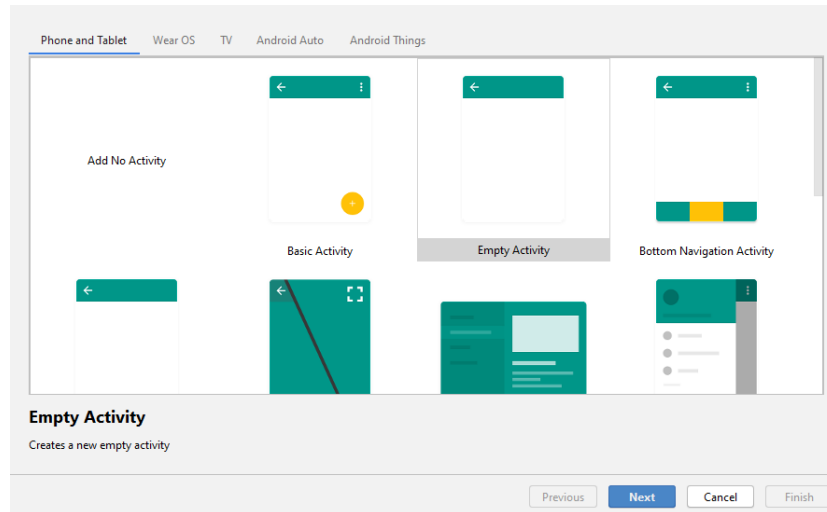 Phone and Tablet Wear OS TV Android Auto Android Things
Add No Activity
Basic Activity
Empty Activity
Bottom Navigation Activity
Empty Activity
Creates a new empty activity
Previous Next Cancel Finish